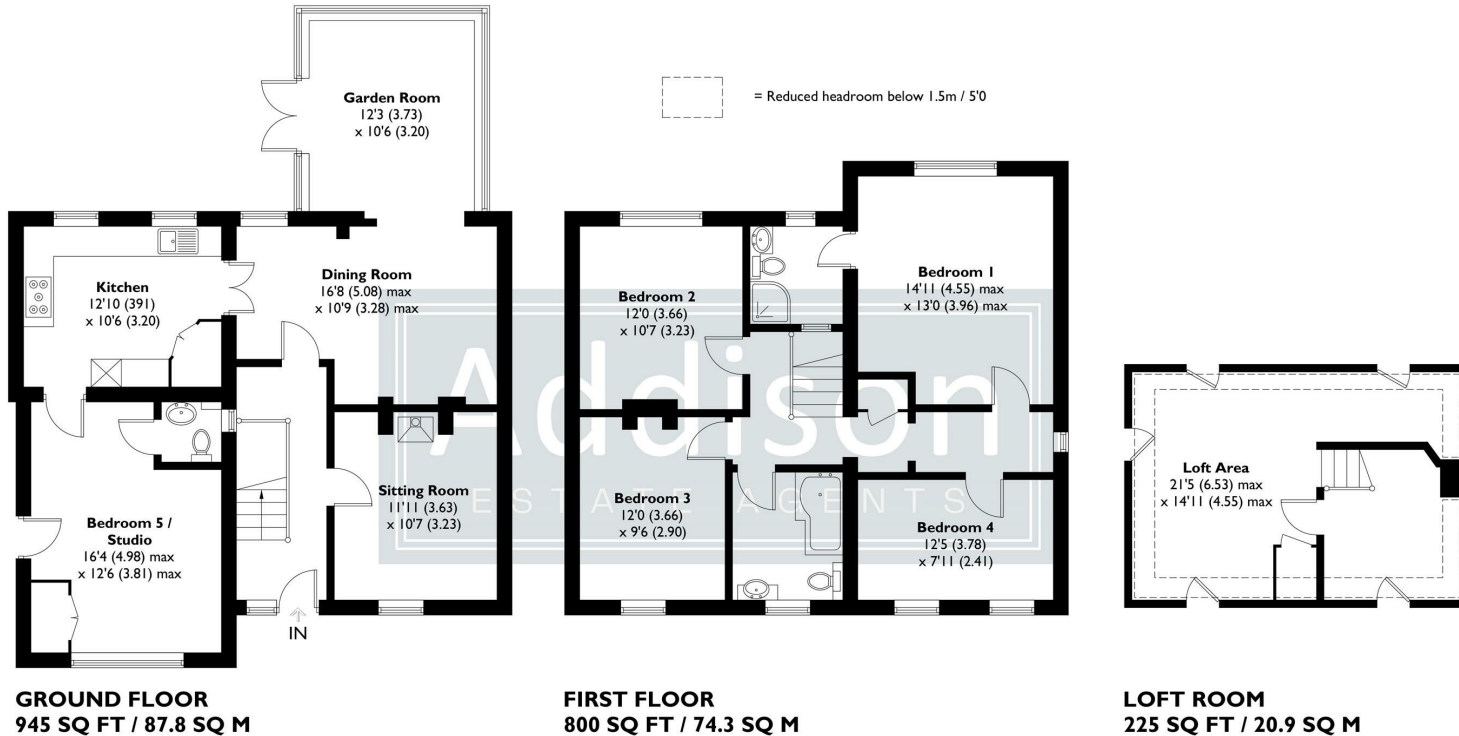 Garden Room
12'3 (3.73)
x 10'6 (3.20)
= Reduced headroom below 1.5m / 5'0
Kitchen
12'10 (391)
x 10'6 (3.20)
Dining Room
16'8 (5.08) max
x 10'9 (3.28) max
Bedroom 5 /
Studio
16'4 (4.98) max
x 12'6 (3.81) max
Sitting Room
11'11 (3.63)
x 10'7 (3.23)
IN
Bedroom 2
12'0 (3.66)
x 10'7 (3.23)
Bedroom 1
14'11 (4.55) max
x 13'0 (3.96) max
Bedroom 3
12'0 (3.66)
x 9'6 (2.90)
Bedroom 4
12'5 (3.78)
x 7'11 (2.41)
Loft Area
21'5 (6.53) max
x 14'11 (4.55) max
Addison
ESTATE AGENTS
GROUND FLOOR
945 SQ FT / 87.8 SQ M
FIRST FLOOR
800 SQ FT / 74.3 SQ M
LOFT ROOM
225 SQ FT / 20.9 SQ M